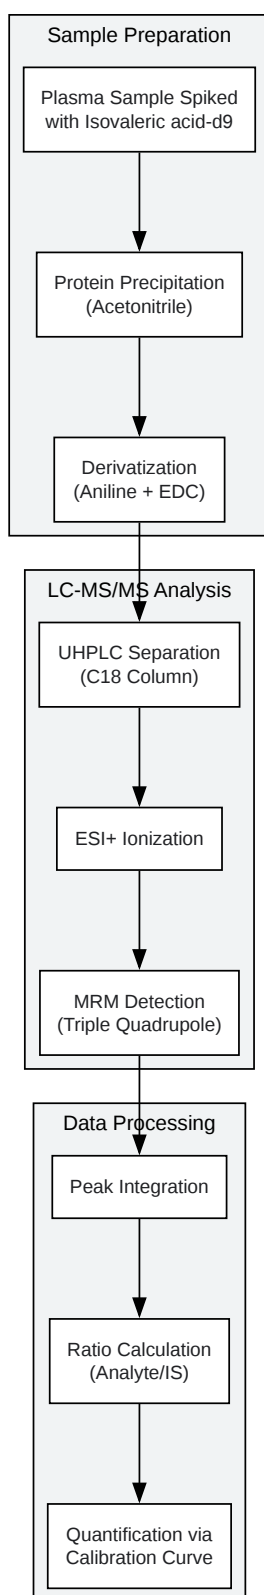 Sample Preparation
Plasma Sample Spiked
with Isovaleric acid-d9
Protein Precipitation
(Acetonitrile)
Derivatization
(Aniline + EDC)
LC-MS/MS Analysis
UHPLC Separation
(C18 Column)
ESI+ Ionization
MRM Detection
(Triple Quadrupole)
Data Processing
Peak Integration
Ratio Calculation
(Analyte/IS)
Quantification via
Calibration Curve